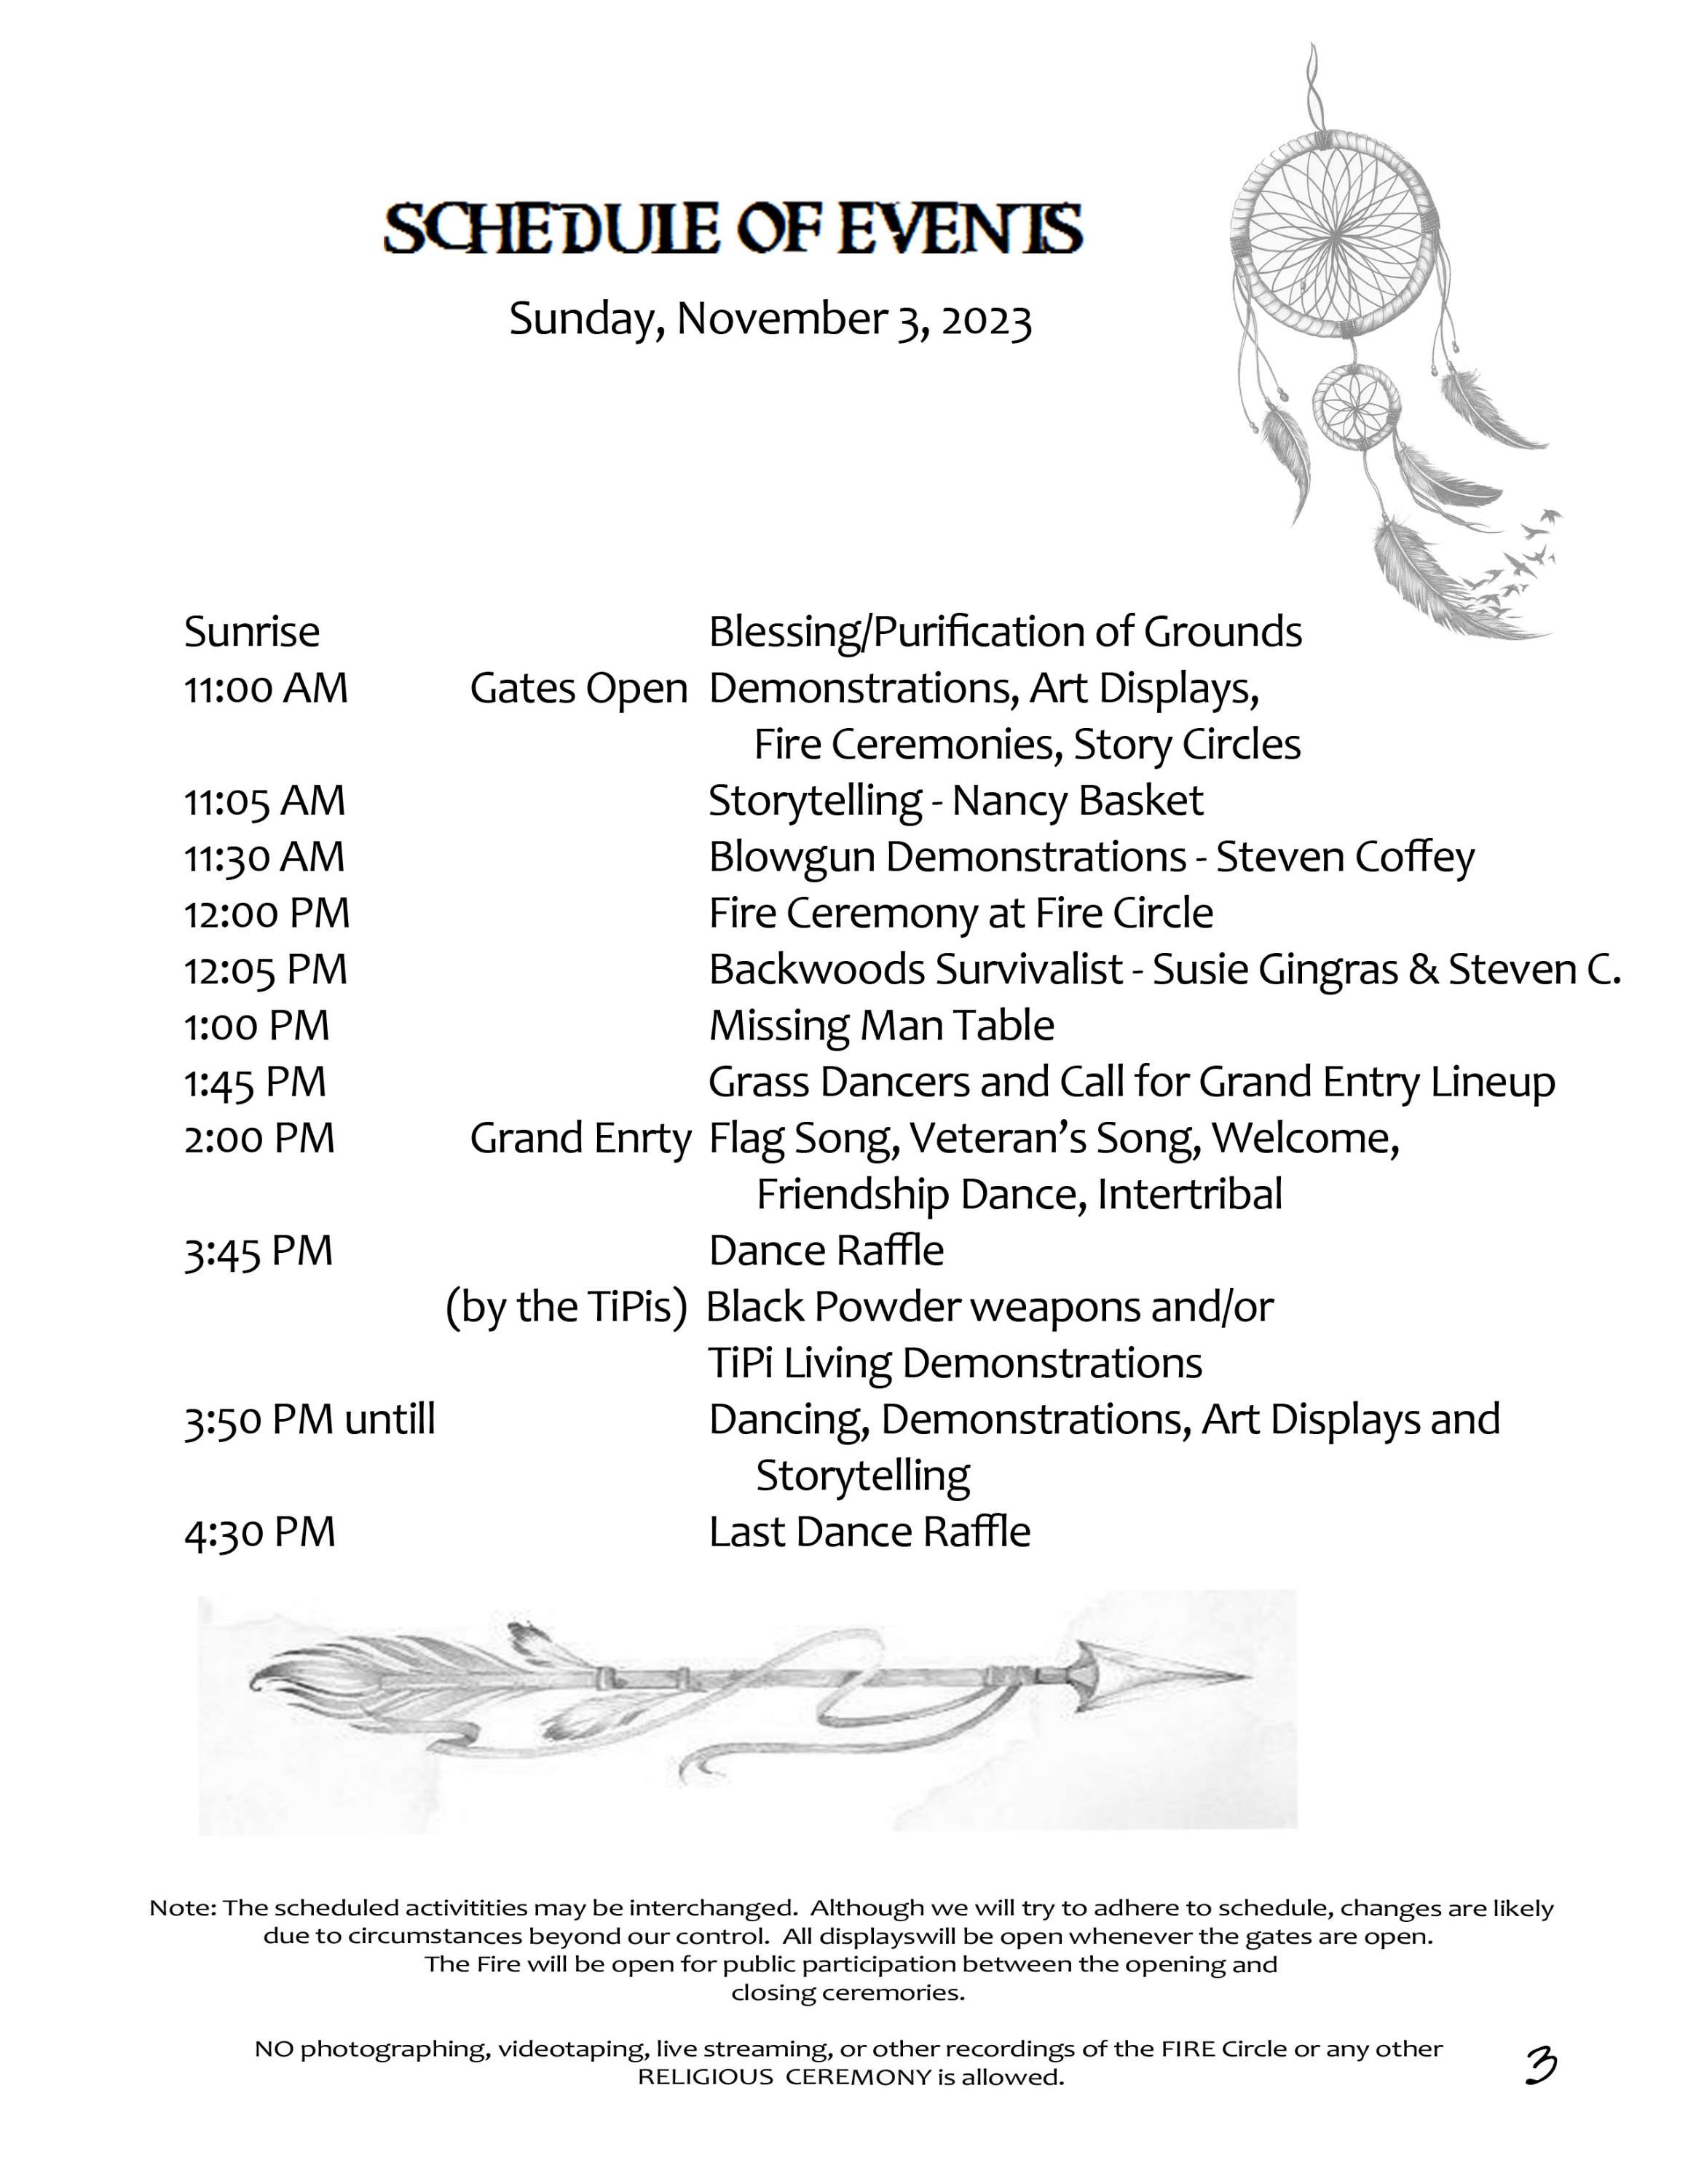 SCHEDULE OF EVENTS
Sunday, November 3, 2023
Sunrise Blessing/Purification of Grounds
11:00 AM Gates Open Demonstrations, Art Displays,
Fire Ceremonies, Story Circles
11:05 AM Storytelling - Nancy Basket
11:30 AM Blowgun Demonstrations - Steven Coffey
12:00 PM Fire Ceremony at Fire Circle
12:05 PM Backwoods Survivalist - Susie Gingras & Steven C.
1:00 PM Missing Man Table
1:45 PM Grass Dancers and Call for Grand Entry Lineup
2:00 PM Grand Enrty Flag Song, Veteran’s Song, Welcome,
Friendship Dance, Intertribal
3:45 PM Dance Raffle
(by the TiPis) Black Powder weapons and/or
TiPi Living Demonstrations
3:50 PM untill Dancing, Demonstrations, Art Displays and
Storytelling
4:30 PM Last Dance Raffle
Note: The scheduled activitities may be interchanged. Although we will try to adhere to schedule, changes are likely
due to circumstances beyond our control. All displayswill be open whenever the gates are open.
The Fire will be open for public participation between the opening and
closing ceremories.
NO photographing, videotaping, live streaming, or other recordings of the FIRE Circle or any other
RELIGIOUS CEREMONY is allowed.
3